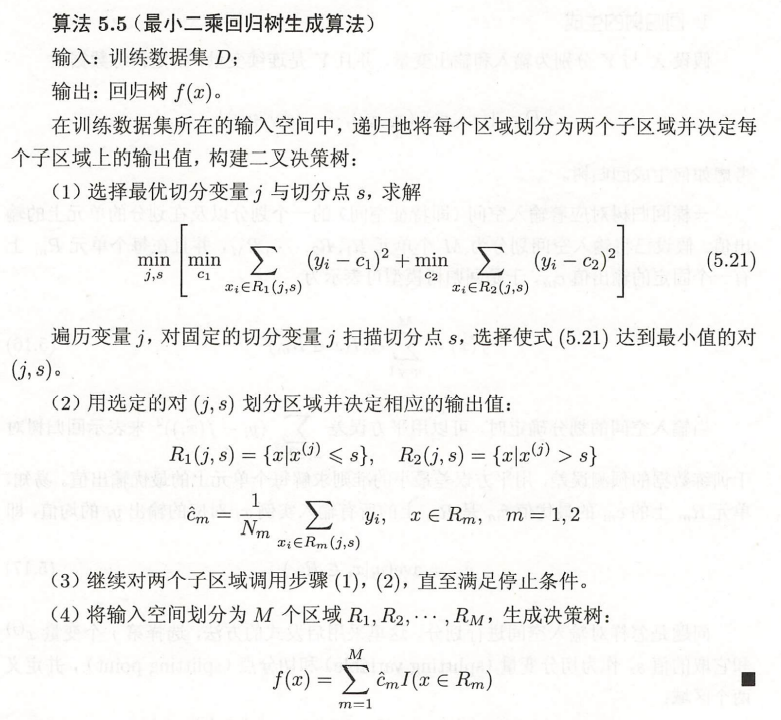 算法 5.5（最小二乘回归树生成算法）
输入：训练数据集 D；
输出：回归树 f(x)。
在训练数据集所在的输入空间中，递归地将每个区域划分为两个子区域并决定每
个子区域上的输出值，构建二叉决策树：
（1）选择最优切分变量 j 与切分点 s，求解
$$\min_{j,s}\left[\min_{c_1}\sum_{x_i\in R_1(j,s)}(y_i-c_1)^2+\min_{c_2}\sum_{x_i\in R_2(j,s)}(y_i-c_2)^2\right] \quad (5.21)$$
遍历变量 j，对固定的切分变量 j 扫描切分点 s，选择使式 (5.21) 达到最小值的对
(j,s)。
（2）用选定的对 (j,s) 划分区域并决定相应的输出值：
$$R_1(j,s)=\{x|x^{(j)}\leqslant s\},\quad R_2(j,s)=\{x|x^{(j)}>s\}$$
$$\hat{c}_m=\frac{1}{N_m}\sum_{x_i\in R_m(j,s)}y_i,\quad x\in R_m,\quad m=1,2$$
（3）继续对两个子区域调用步骤 (1)，(2)，直至满足停止条件。
（4）将输入空间划分为 M 个区域 R_1, R_2, ⋯, R_M，生成决策树：
$$f(x)=\sum_{m=1}^{M}\hat{c}_m I(x\in R_m)$$ ■